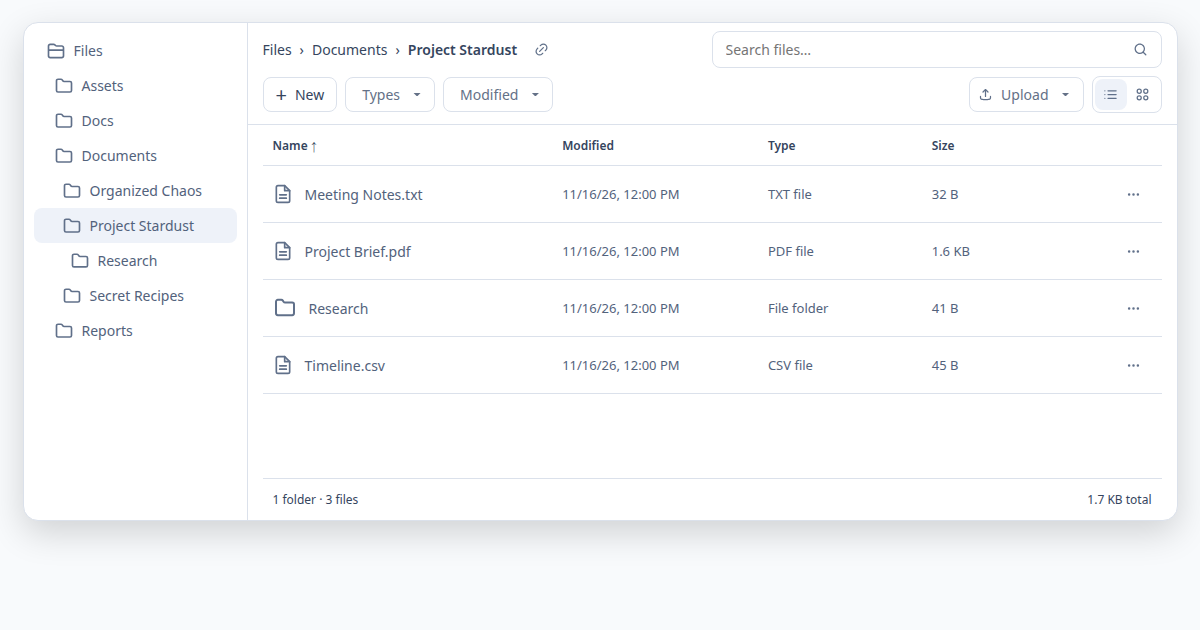 Files
Assets
Docs
Documents
Organized Chaos
Project Stardust
Research
Secret Recipes
Reports
Files › Documents › Project Stardust
Search files...
+ New Types Modified Upload
Name ↑ Modified Type Size
Meeting Notes.txt 11/16/26, 12:00 PM TXT file 32 B
Project Brief.pdf 11/16/26, 12:00 PM PDF file 1.6 KB
Research 11/16/26, 12:00 PM File folder 41 B
Timeline.csv 11/16/26, 12:00 PM CSV file 45 B
1 folder · 3 files 1.7 KB total